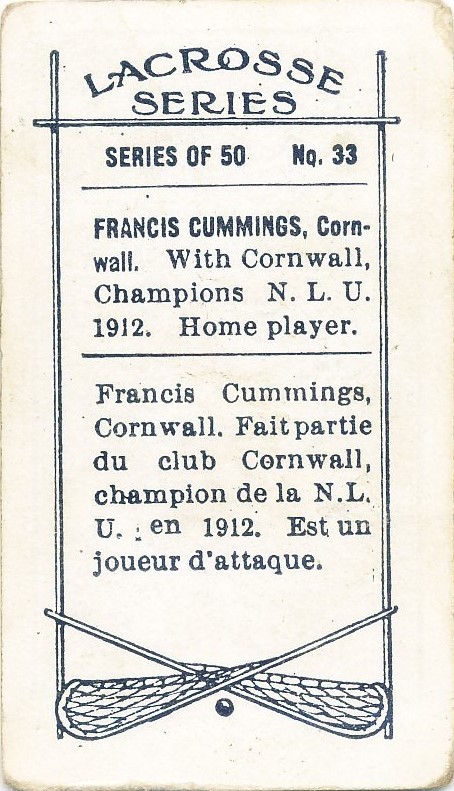 LACROSSE
SERIES
SERIES OF 50 No. 33
FRANCIS CUMMINGS, Corn-
wall. With Cornwall,
Champions N. L. U.
1912. Home player.
Francis Cummings,
Cornwall. Fait partie
du club Cornwall,
champion de la N.L.
U. : en 1912. Est un
joueur d'attaque.